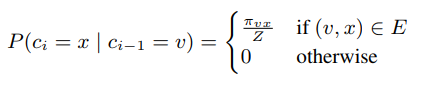 P(c_i = x | c_{i-1} = v) = { π_{vx}/Z if (v, x) ∈ E
0 otherwise